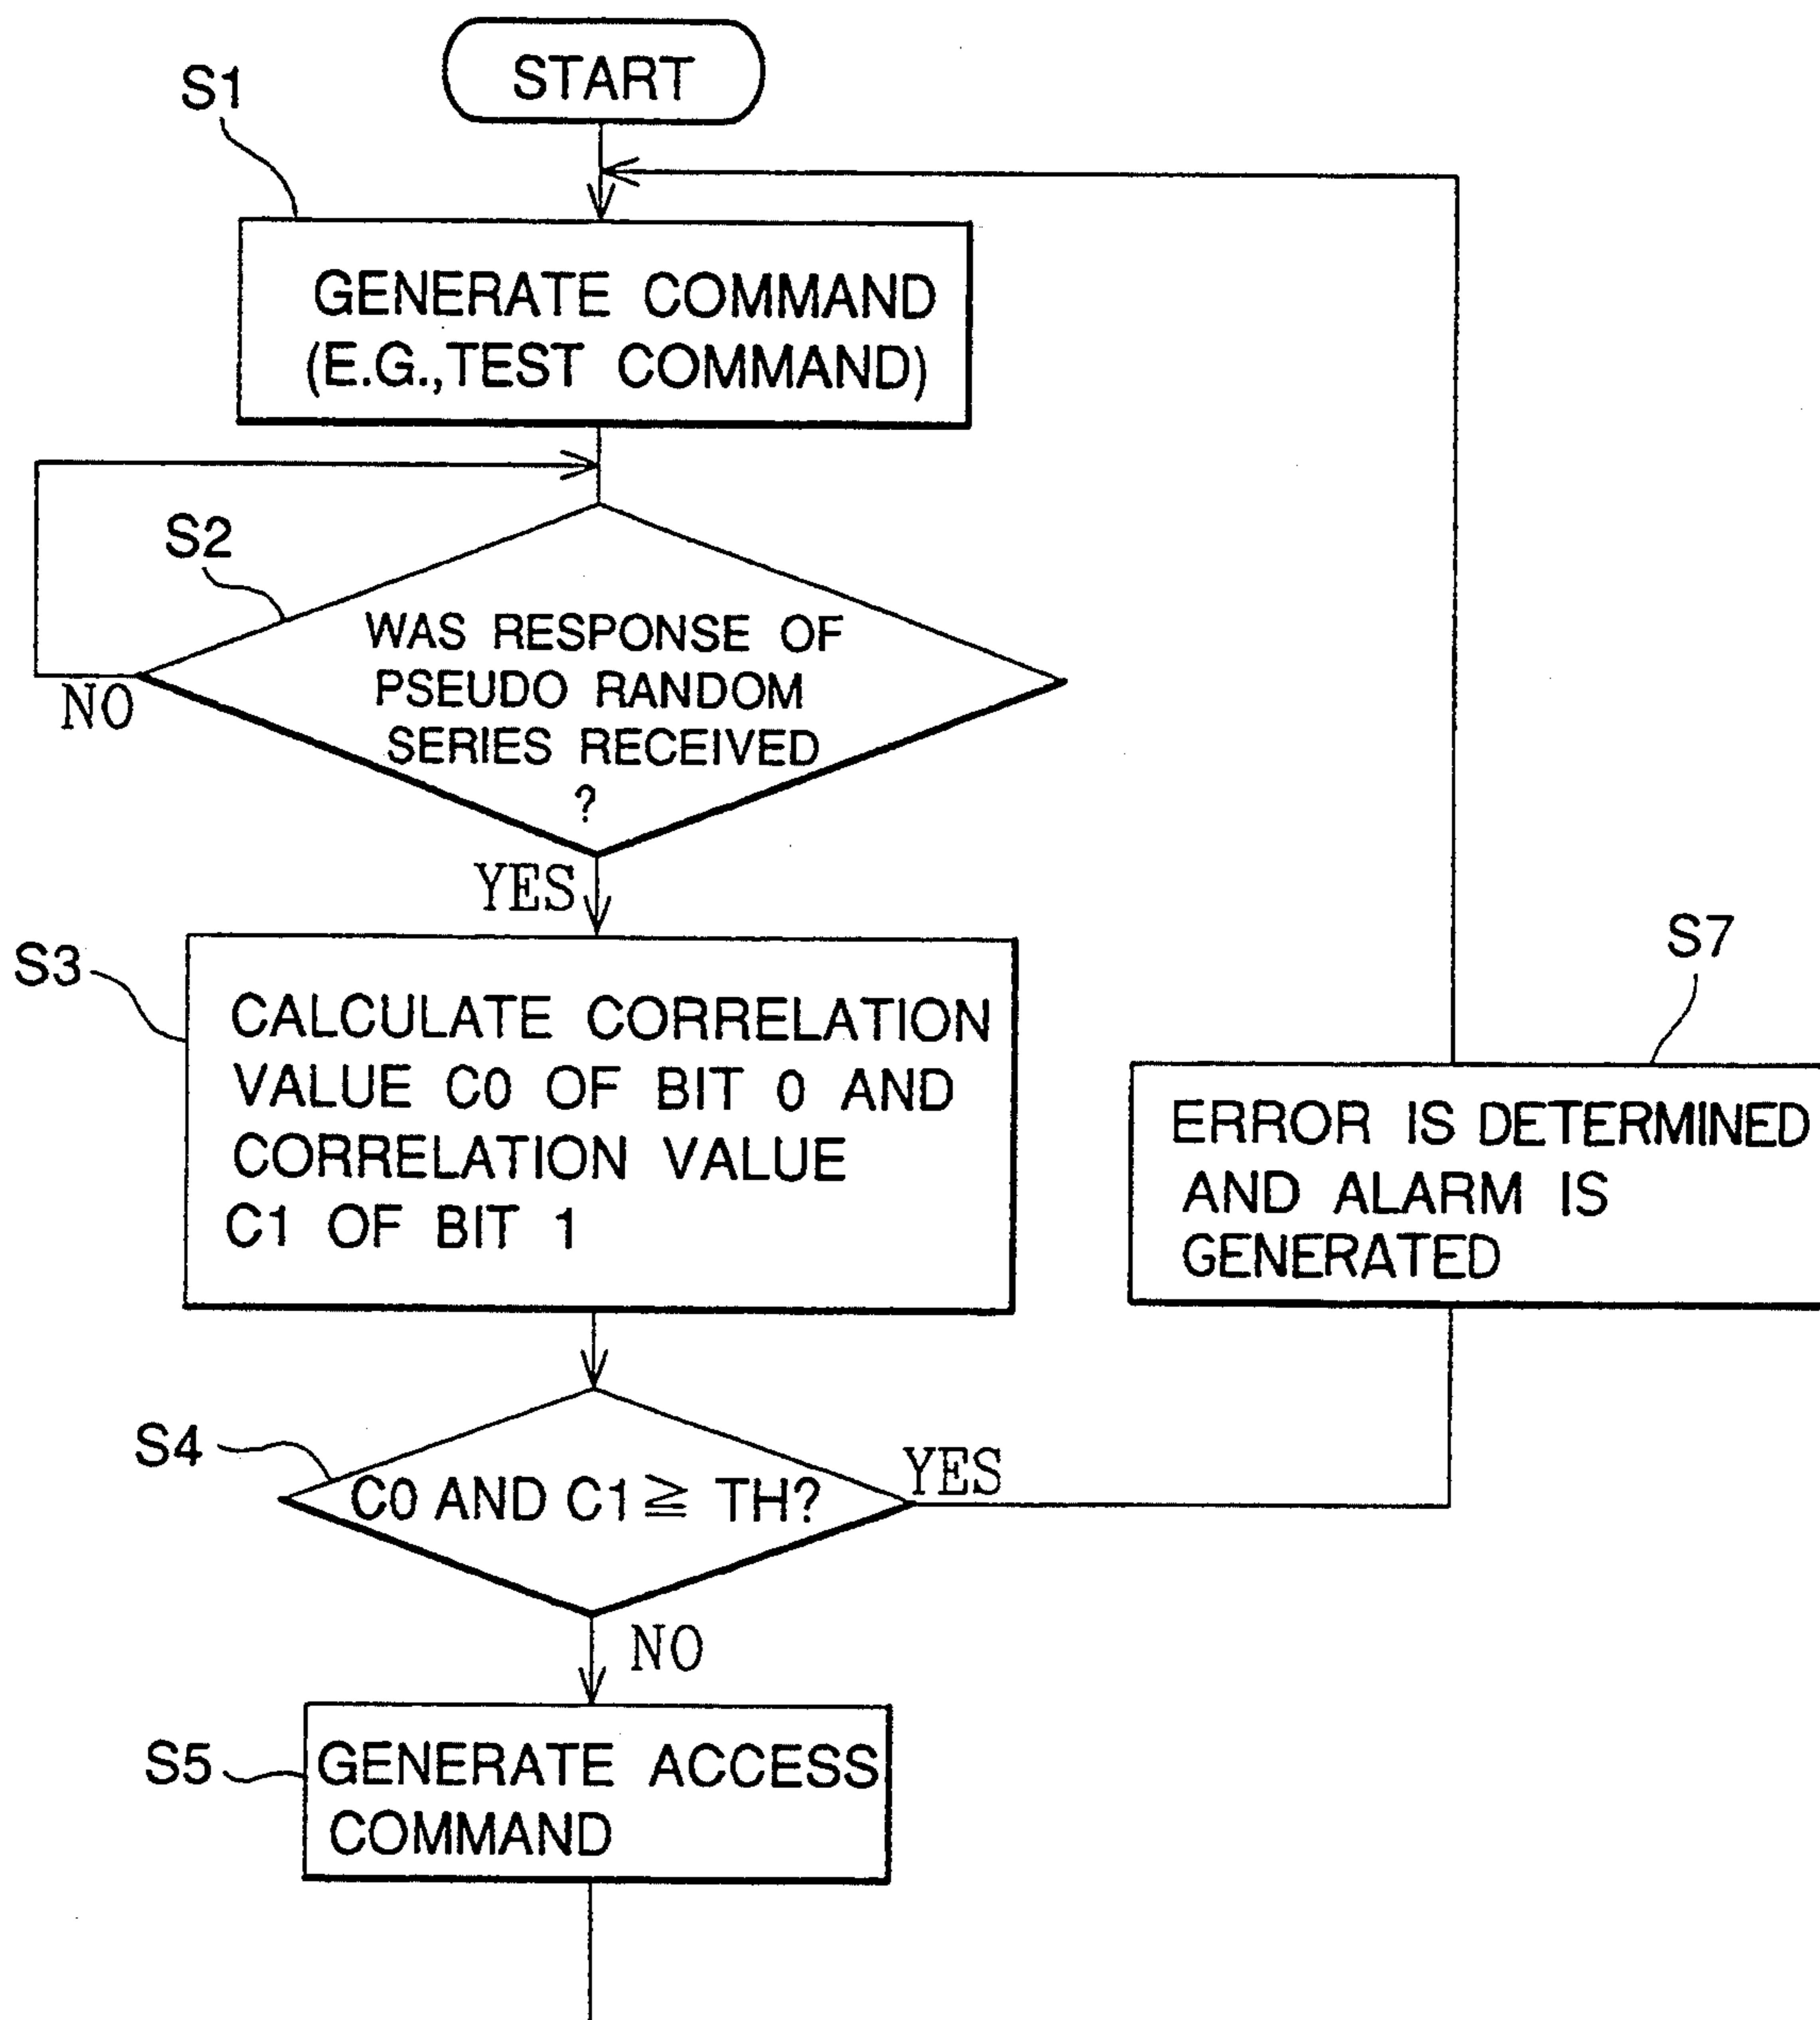 START
S1
GENERATE COMMAND
(E.G.,TEST COMMAND)
S2
WAS RESPONSE OF
PSEUDO RANDOM
SERIES RECEIVED
?
NO
YES
S3
CALCULATE CORRELATION
VALUE C0 OF BIT 0 AND
CORRELATION VALUE
C1 OF BIT 1
S7
ERROR IS DETERMINED
AND ALARM IS
GENERATED
S4
C0 AND C1 ≧ TH?
YES
NO
S5
GENERATE ACCESS
COMMAND